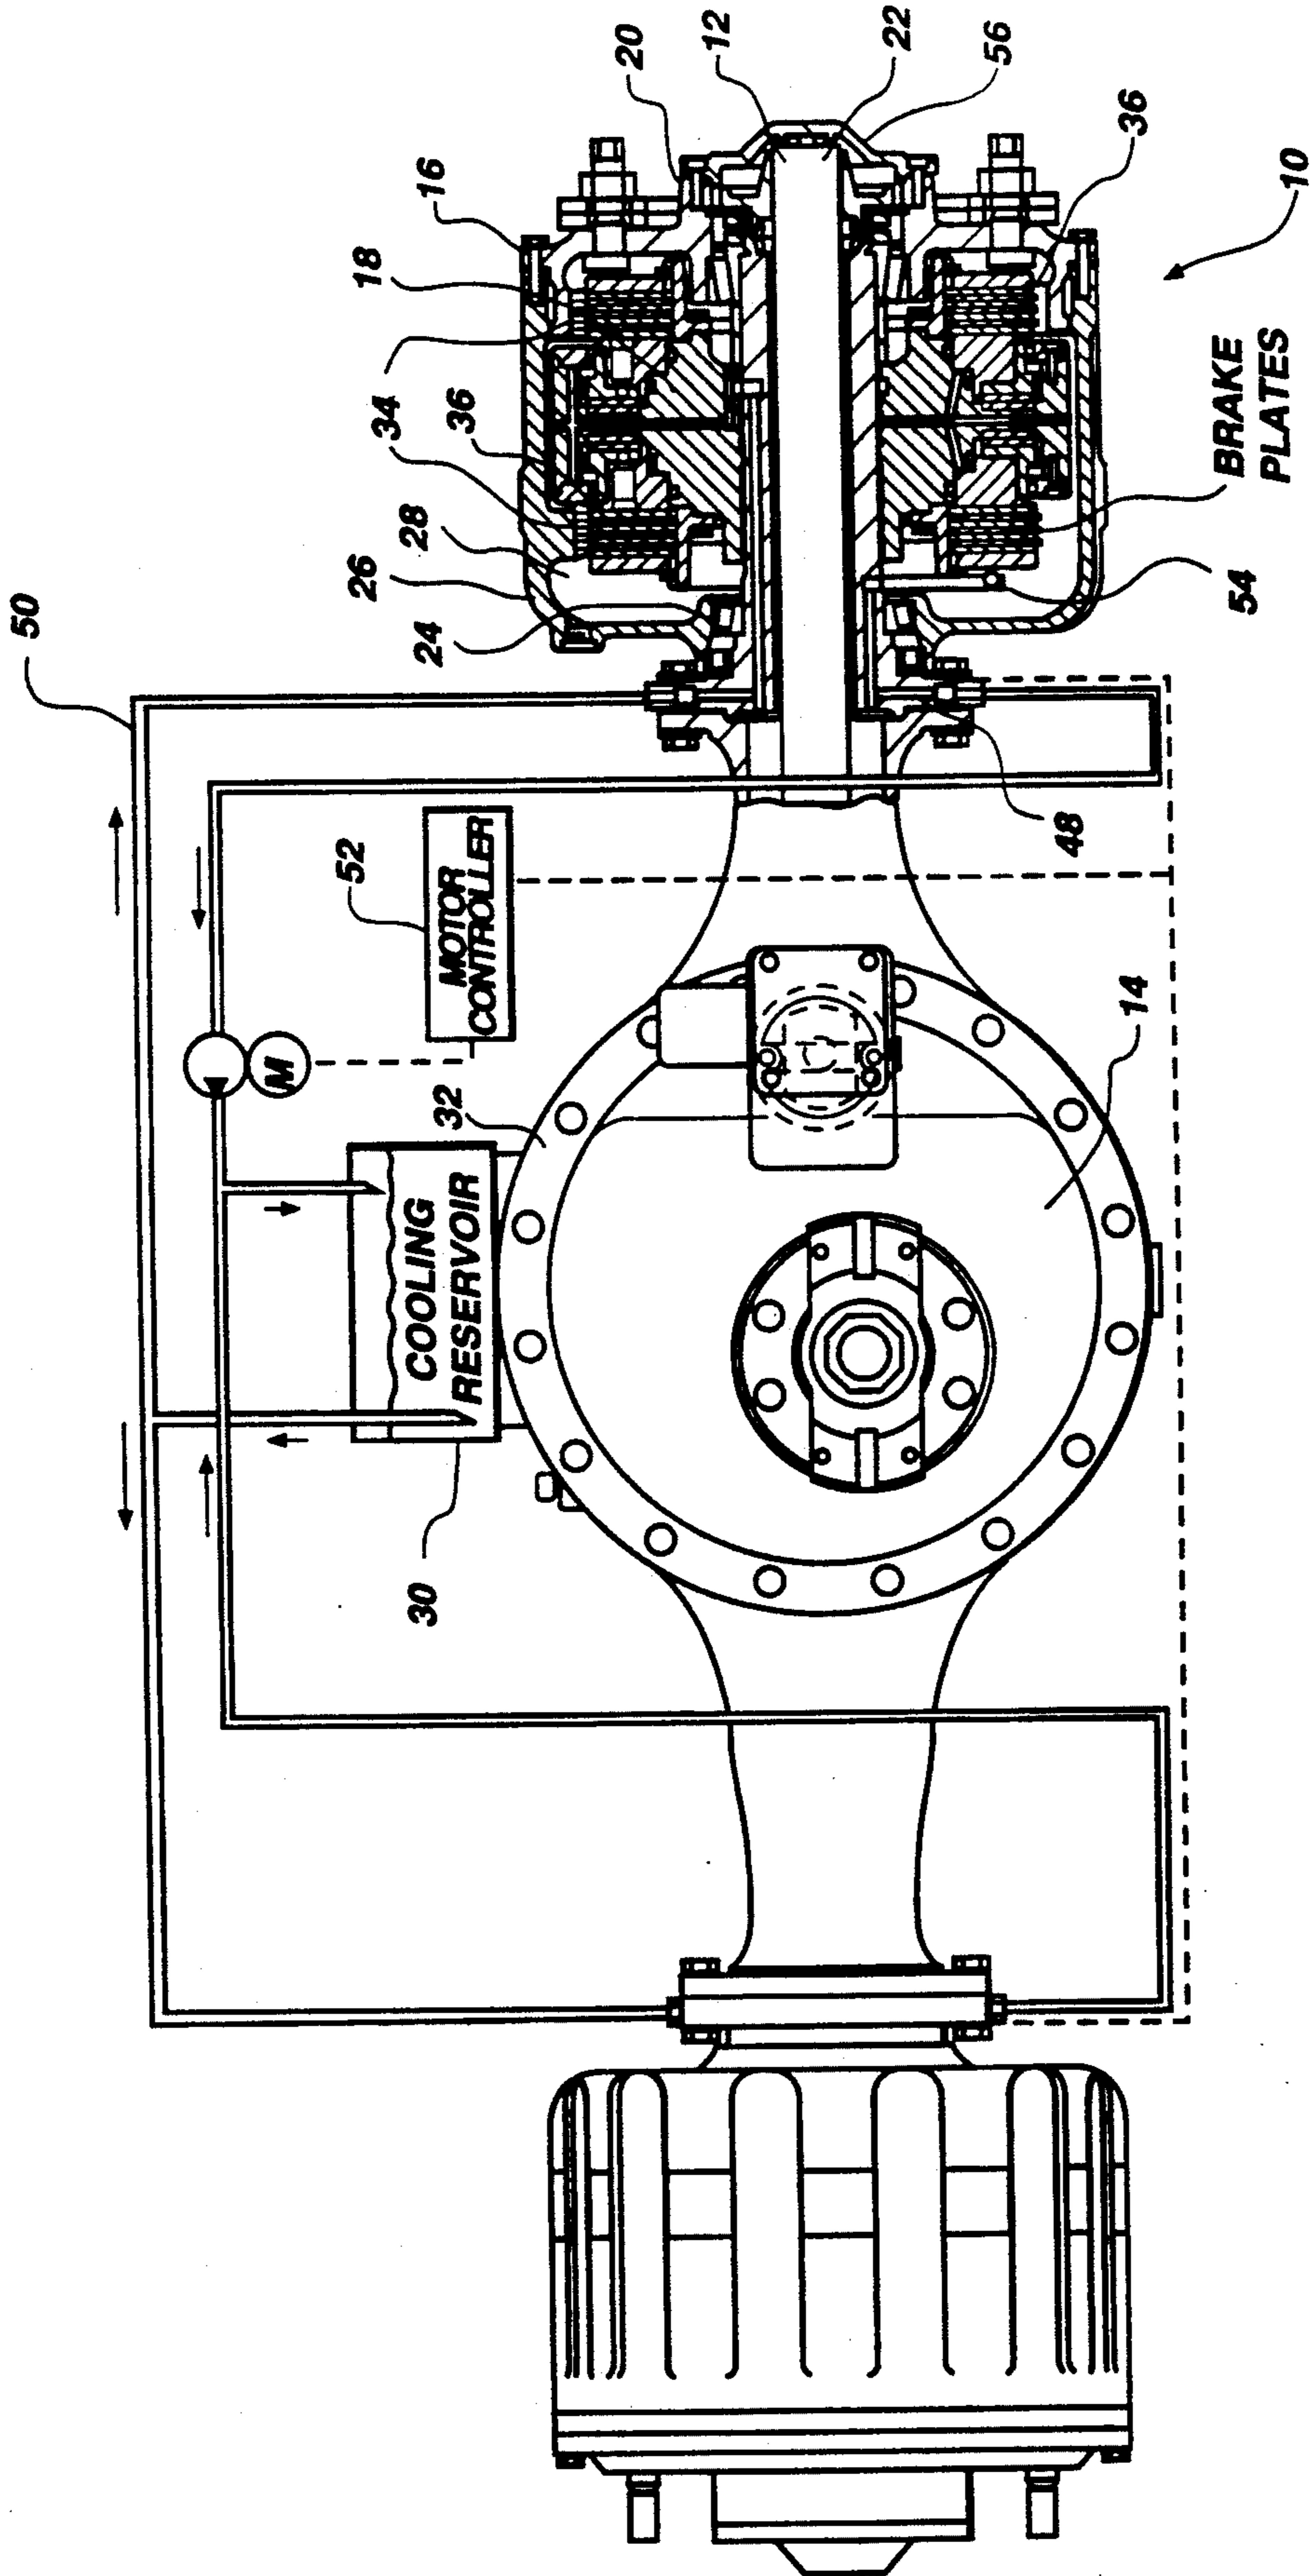 50
20
12
22
56
16
18
34
36
28
26
24
36
10
BRAKE
PLATES
54
48
52
MOTOR
CONTROLLER
M
32
14
COOLING
RESERVOIR
30